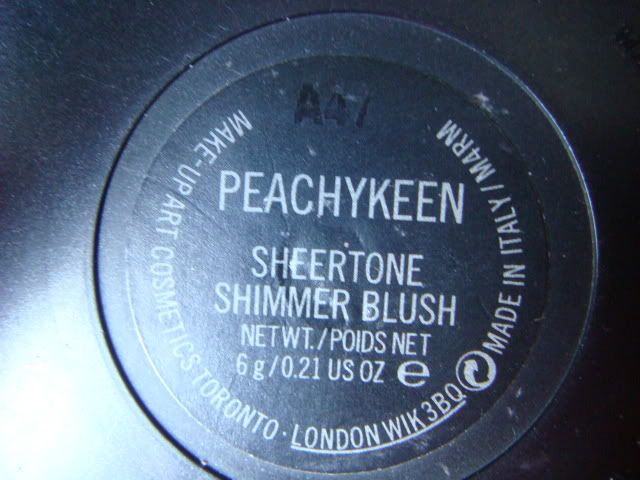 A47
PEACHYKEEN
SHEERTONE
SHIMMER BLUSH
NET WT./POIDS NET
6 g/0.21 US OZ e
MAKE-UP ART COSMETICS TORONTO · LONDON W1K 3BQ
MADE IN ITALY/M4RM